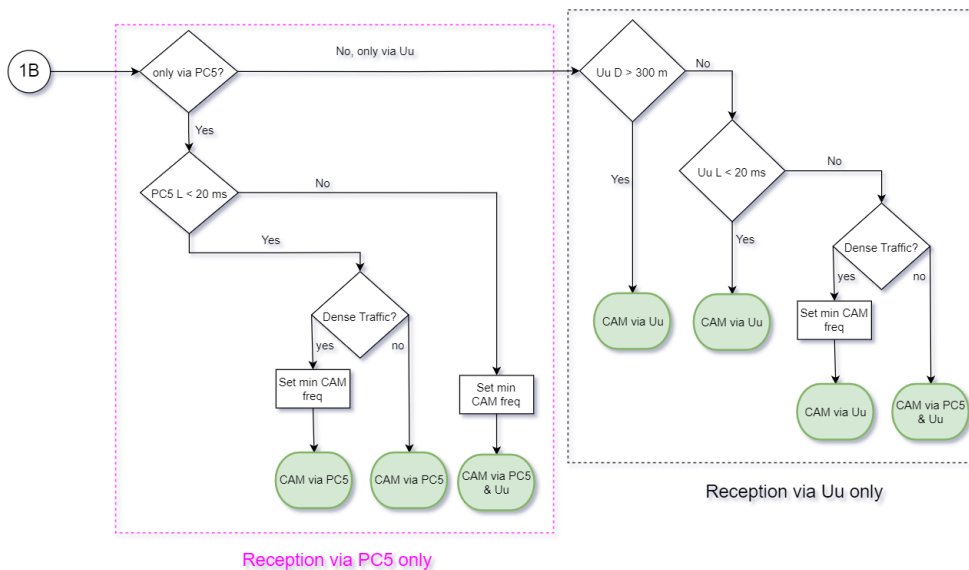 1B
only via PC5?
No, only via Uu
Uu D > 300 m
No
Yes
PC5 L < 20 ms
No
Yes
Dense Traffic?
yes
no
Set min CAM
freq
Set min
CAM freq
CAM via PC5
CAM via PC5
CAM via PC5
& Uu
Reception via PC5 only
Yes
Uu L < 20 ms
No
Yes
Dense Traffic?
yes
no
Set min CAM
freq
CAM via Uu
CAM via Uu
CAM via Uu
CAM via PC5
& Uu
Reception via Uu only